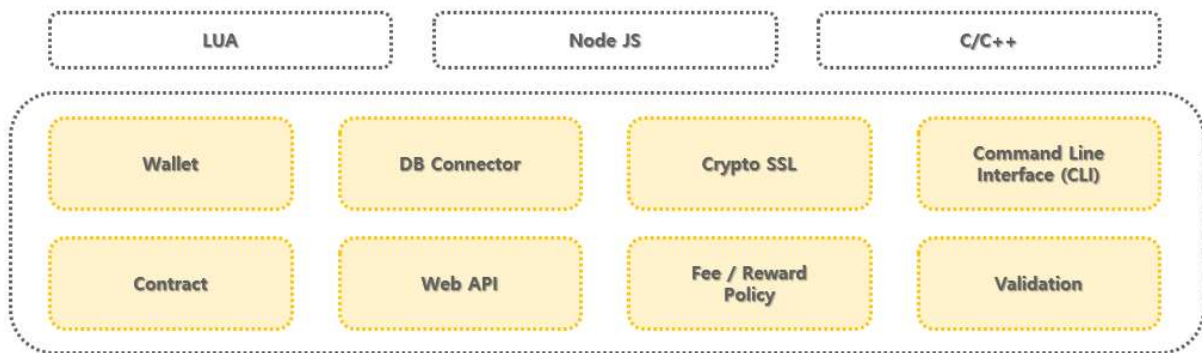 LUA
Node JS
C/C++
Wallet
DB Connector
Crypto SSL
Command Line
Interface (CLI)
Contract
Web API
Fee / Reward
Policy
Validation